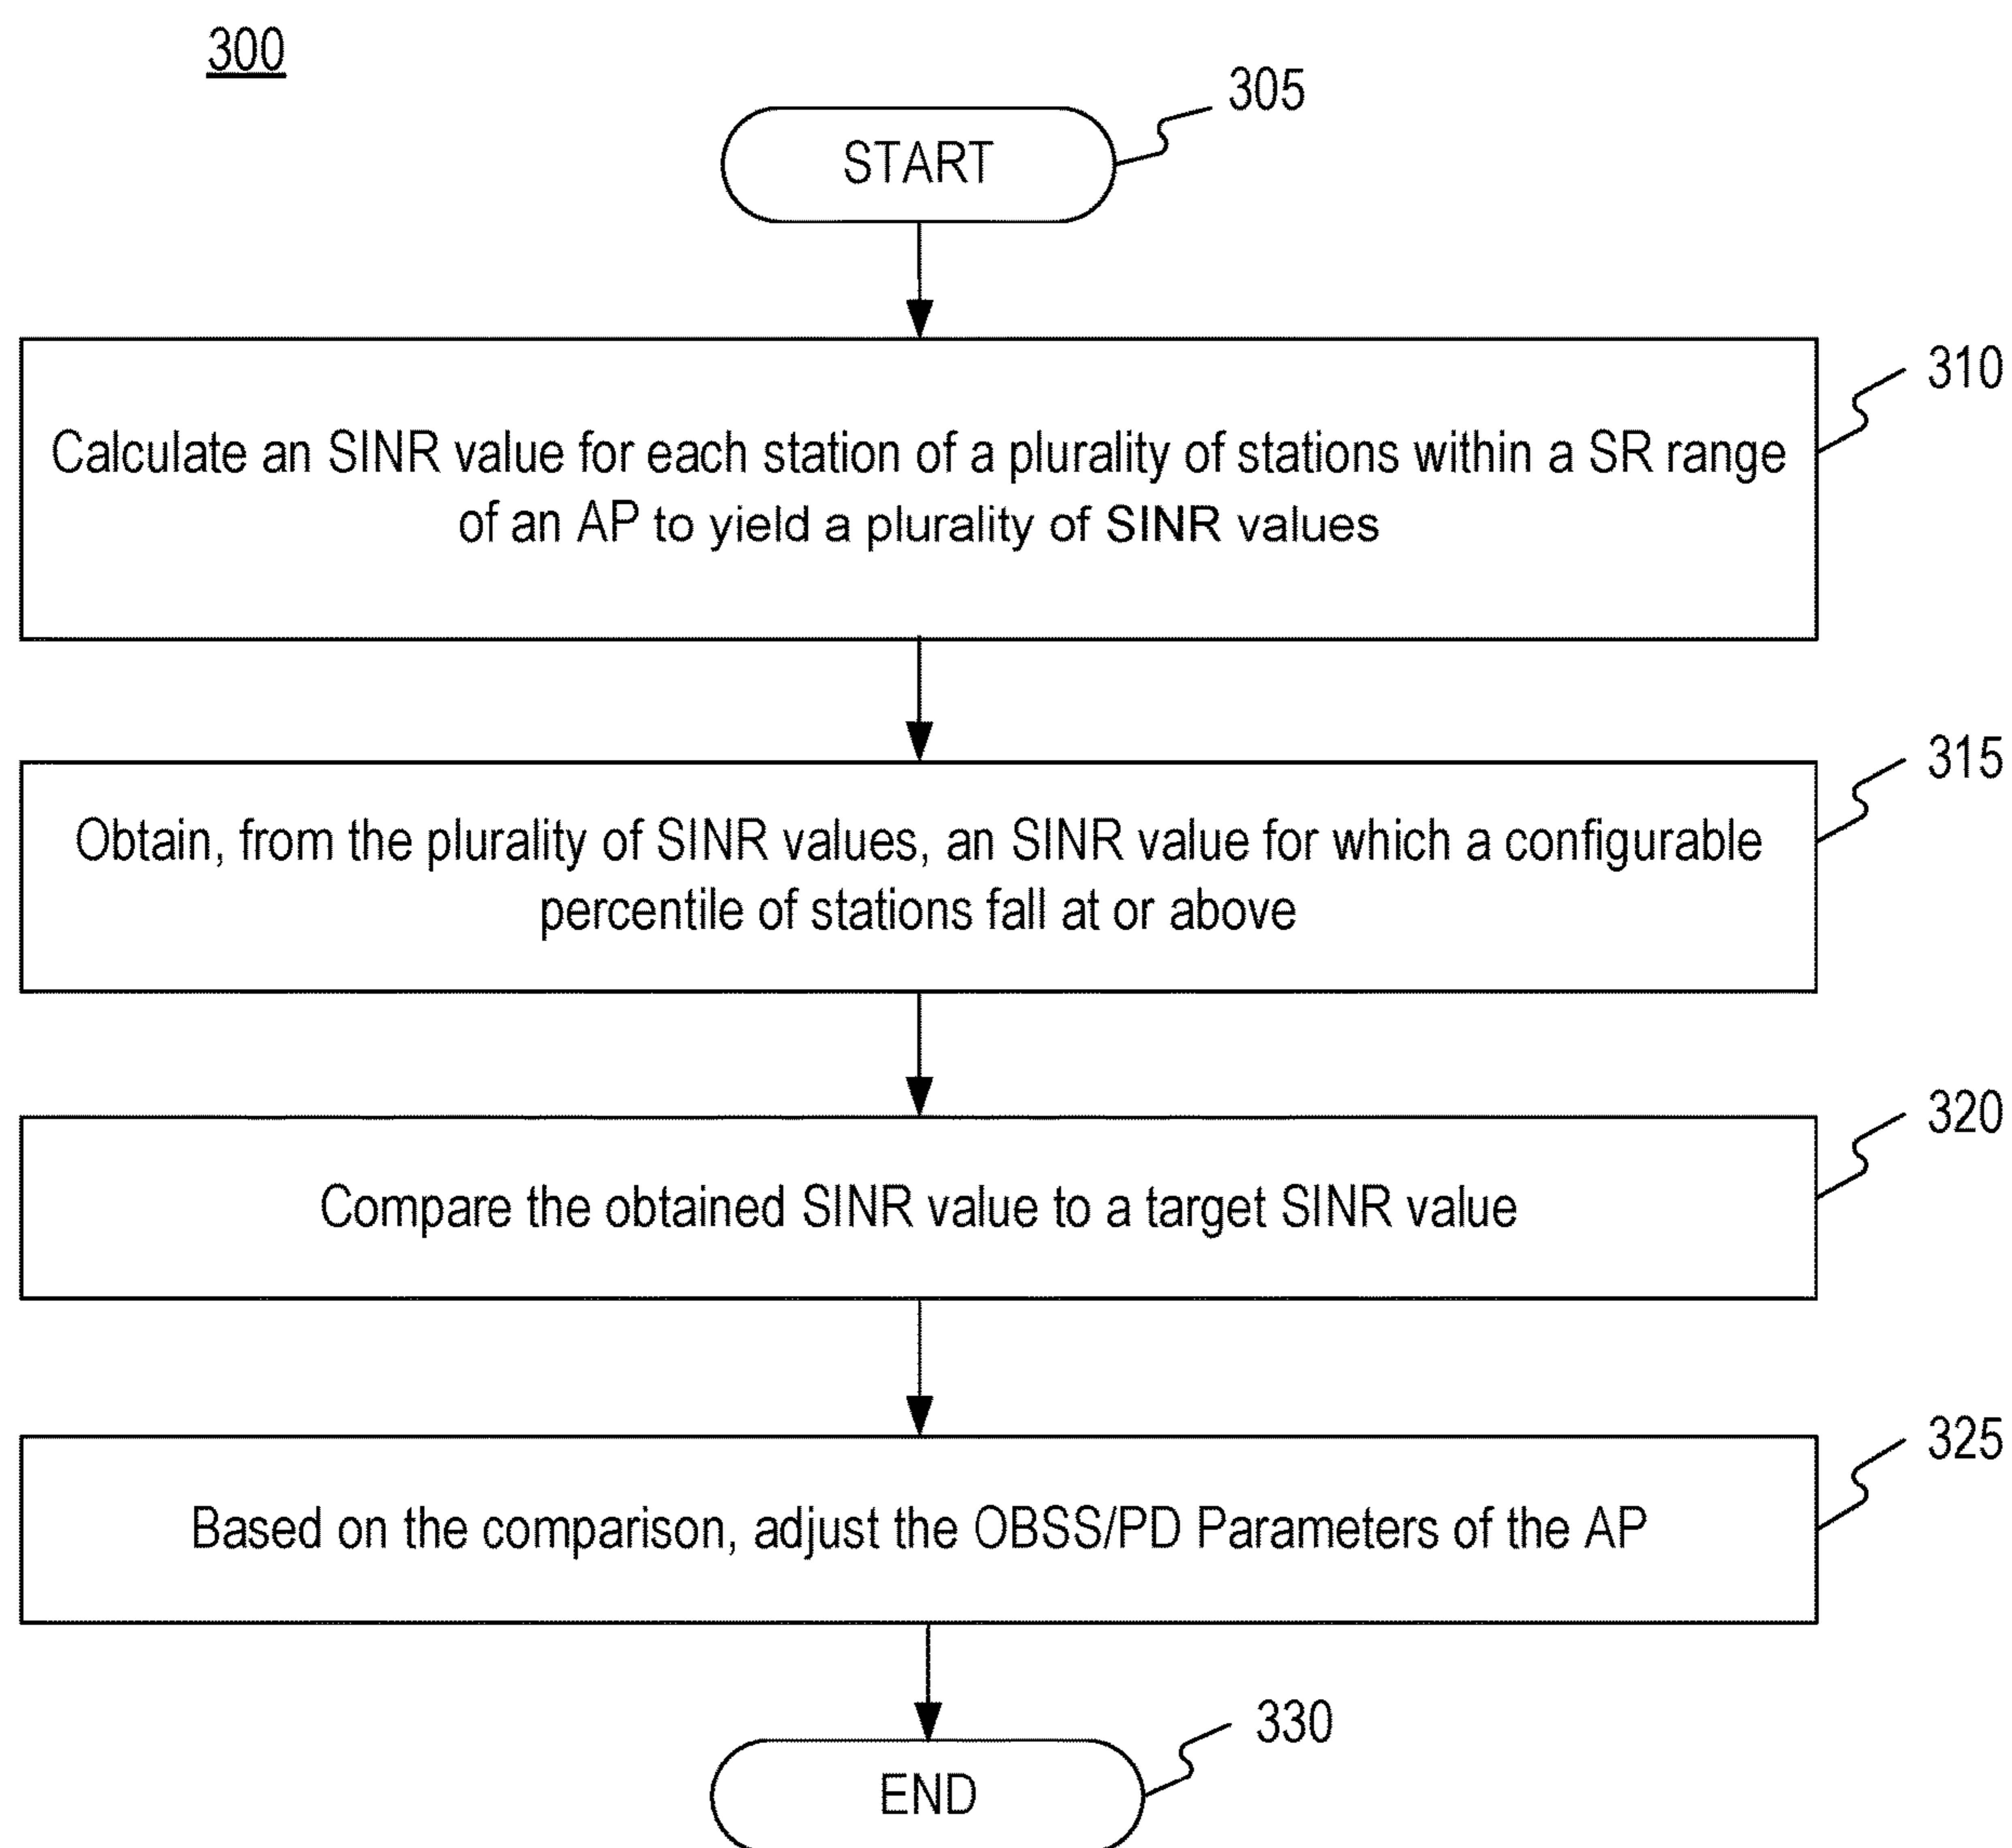 300
305
START
310
Calculate an SINR value for each station of a plurality of stations within a SR range
of an AP to yield a plurality of SINR values
315
Obtain, from the plurality of SINR values, an SINR value for which a configurable
percentile of stations fall at or above
320
Compare the obtained SINR value to a target SINR value
325
Based on the comparison, adjust the OBSS/PD Parameters of the AP
330
END